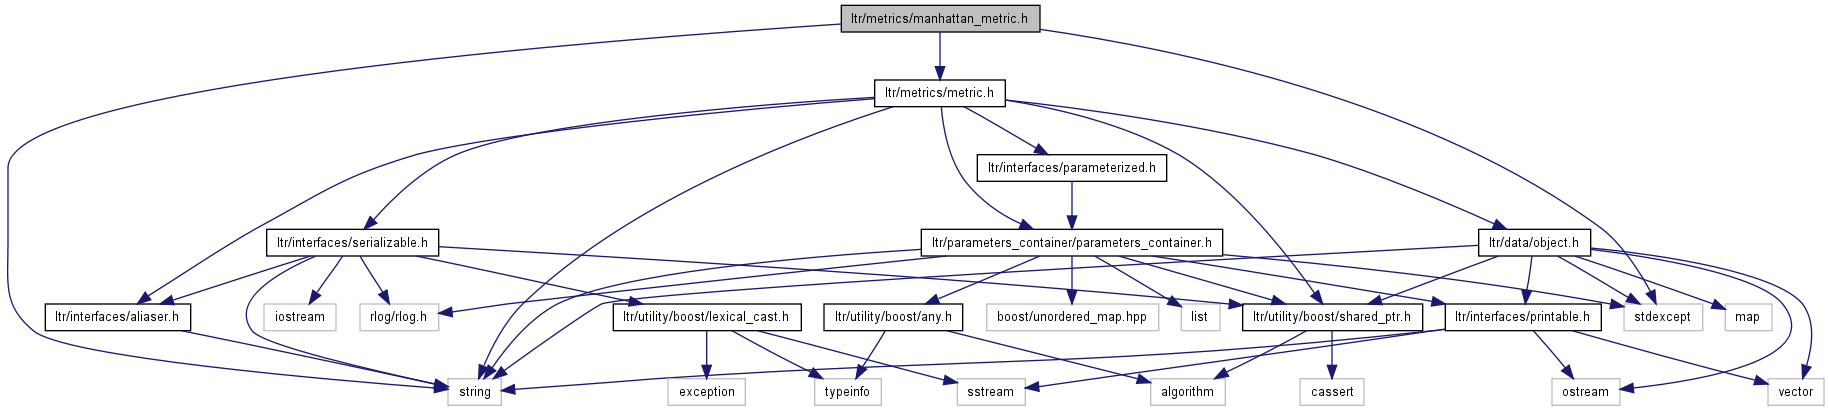 ltr/metrics/manhattan_metric.h
ltr/metrics/metric.h
ltr/interfaces/parameterized.h
ltr/interfaces/serializable.h
ltr/parameters_container/parameters_container.h
ltr/data/object.h
ltr/interfaces/aliaser.h
iostream
rlog/rlog.h
ltr/utility/boost/lexical_cast.h
ltr/utility/boost/any.h
boost/unordered_map.hpp
list
ltr/utility/boost/shared_ptr.h
ltr/interfaces/printable.h
stdexcept
map
string
exception
typeinfo
sstream
algorithm
cassert
ostream
vector